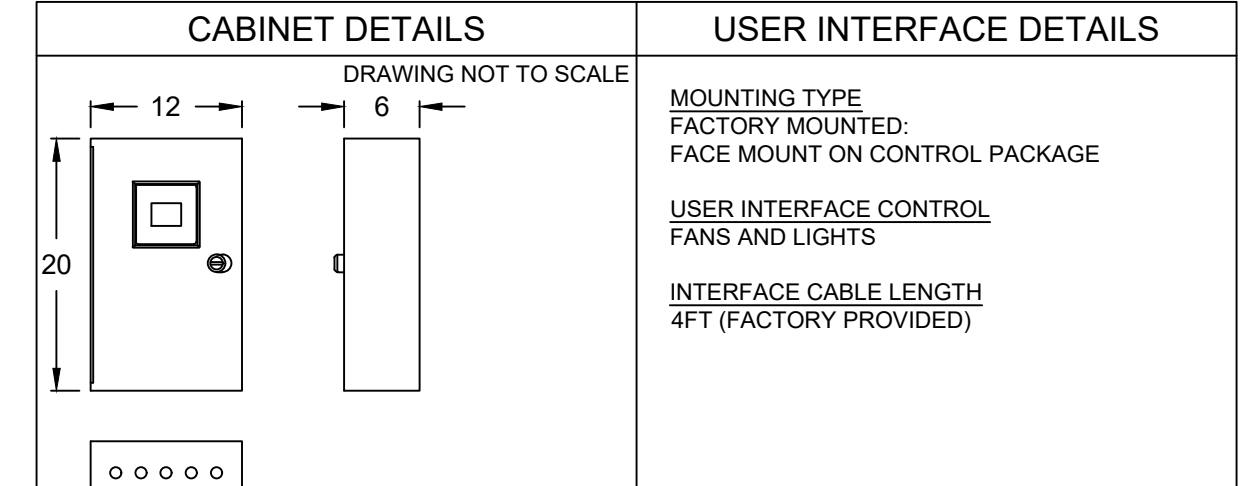 CABINET DETAILS
DRAWING NOT TO SCALE
12
6
20
USER INTERFACE DETAILS
MOUNTING TYPE
FACTORY MOUNTED:
FACE MOUNT ON CONTROL PACKAGE
USER INTERFACE CONTROL
FANS AND LIGHTS
INTERFACE CABLE LENGTH
4FT (FACTORY PROVIDED)